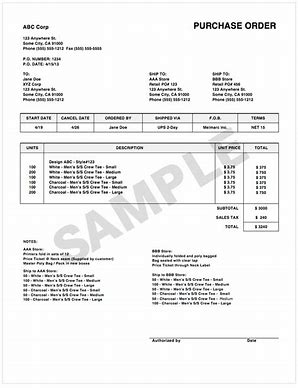 ABC Corp
PURCHASE ORDER
123 Anywhere St.
Some City, CA 91000
Phone (555) 555-1212 Fax (555) 555-5555
P.O. NUMBER: 1234
P.O. DATE: 4/15/13
TO:
Jane Doe
XYZ Corp
123 Anywhere St.
Some City, CA 91000
Phone (555) 555-1212
SHIP TO:
AAA Store
Retail PO# 123
Some City, CA 91000
Phone (555) 555-1212
SHIP TO:
BBB Store
Retail PO# 123
Some City, CA 91000
Phone (555) 555-1212
START DATE CANCEL DATE ORDERED BY SHIPPED VIA F.O.B. TERMS
4/19 4/26 Jane Doe UPS 2-Day NET 15
UNITS DESCRIPTION UNIT PRICE TOTAL
Design ABC - Style#123
100 White - Men's S/S Crew Tee - Small $ 3.75 $ 375
200 White - Men's S/S Crew Tee - Medium $ 3.75 $ 750
100 White - Men's S/S Crew Tee - Large $ 3.75 $ 375
100 Charcoal - Men's S/S Crew Tee - Small $ 3.75 $ 375
200 Charcoal - Men's S/S Crew Tee - Medium $ 3.75 $ 750
100 Charcoal - Men's S/S Crew Tee - Large $ 3.75 $ 375
SUBTOTAL $ 3000
SALES TAX $ 240
TOTAL $ 3240
SAMPLE
NOTES:
AAA Store:
Printers fold in sets of 12
Price Ticket @ Neck seam (Supplied by customer)
Master Poly Bag / Pack in new boxes
Ship to AAA Store:
50 - White - Men's S/S Crew Tee - Small
100 - White - Men's S/S Crew Tee - Medium
50 - White - Men's S/S Crew Tee - Large
50 - Charcoal - Men's S/S Crew Tee - Small
100 - Charcoal - Men's S/S Crew Tee - Medium
50 - Charcoal - Men's S/S Crew Tee - Large
BBB Store:
Individually folded and poly bagged
Bag sealed with clear tap
Price Ticket through Neck Label
Ship to BBB Store:
50 - White - Men's S/S Crew Tee - Small
100 - White - Men's S/S Crew Tee - Medium
50 - White - Men's S/S Crew Tee - Large
50 - Charcoal - Men's S/S Crew Tee - Small
100 - Charcoal - Men's S/S Crew Tee - Medium
50 - Charcoal - Men's S/S Crew Tee - Large
Authorized by Date